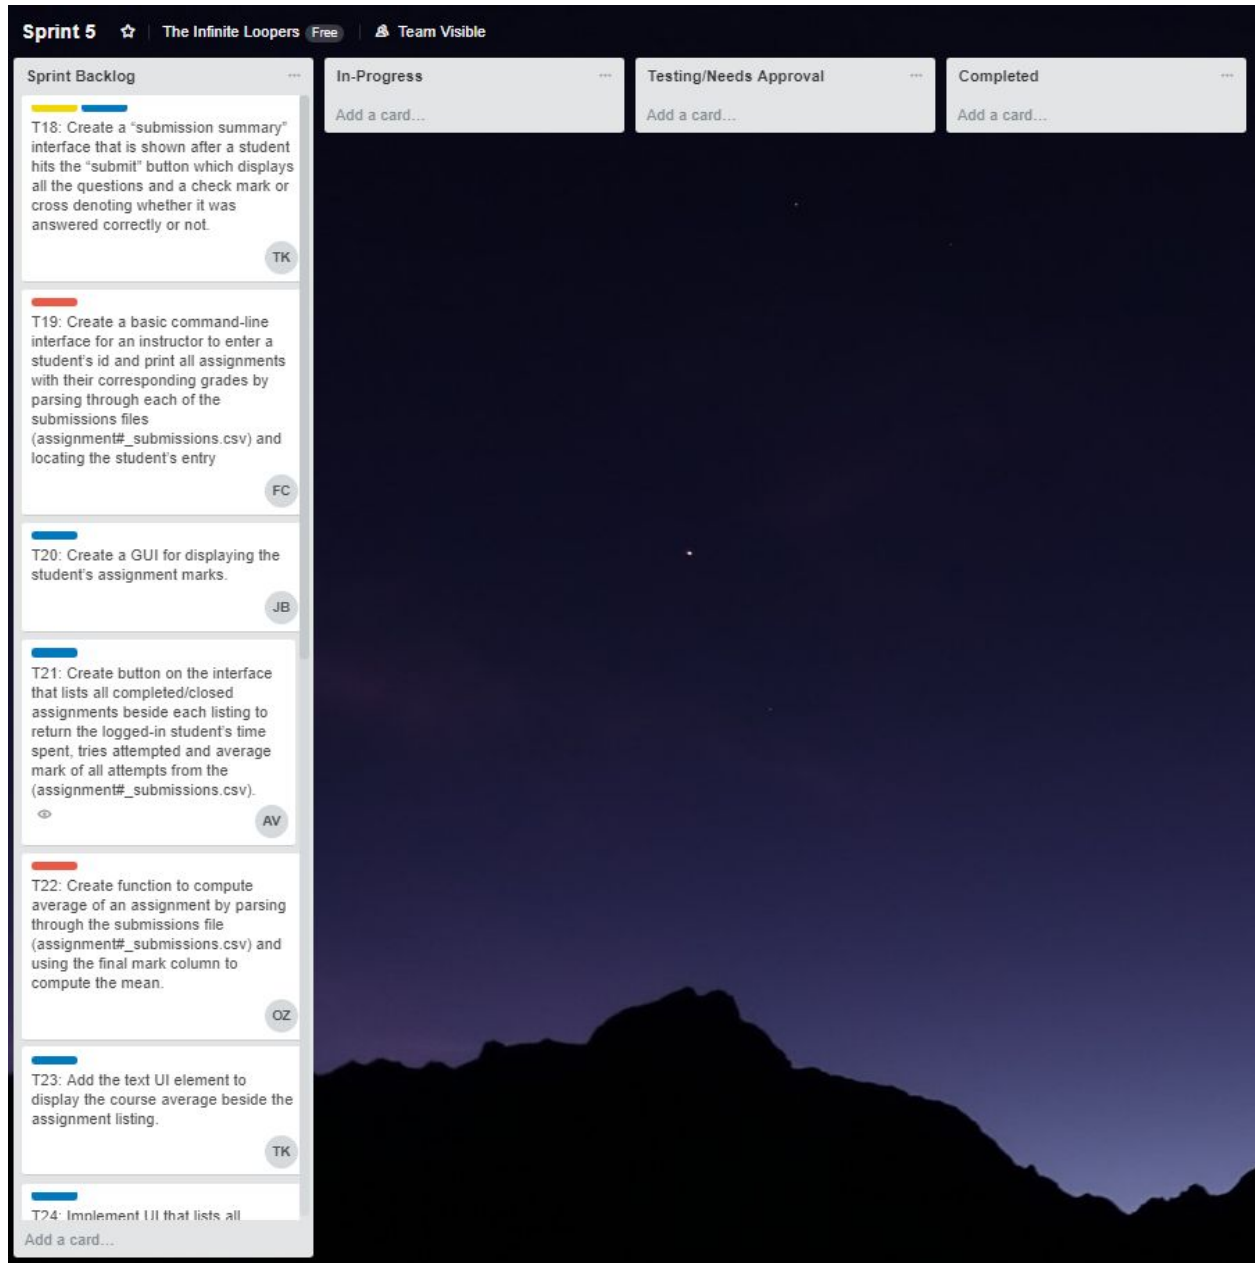 Sprint 5 The Infinite Loopers Free Team Visible
Sprint Backlog
T18: Create a “submission summary”
interface that is shown after a student
hits the “submit” button which displays
all the questions and a check mark or
cross denoting whether it was
answered correctly or not.
TK
T19: Create a basic command-line
interface for an instructor to enter a
student’s id and print all assignments
with their corresponding grades by
parsing through each of the
submissions files
(assignment#_submissions.csv) and
locating the student’s entry
FC
T20: Create a GUI for displaying the
student’s assignment marks.
JB
T21: Create button on the interface
that lists all completed/closed
assignments beside each listing to
return the logged-in student’s time
spent, tries attempted and average
mark of all attempts from the
(assignment#_submissions.csv).
AV
T22: Create function to compute
average of an assignment by parsing
through the submissions file
(assignment#_submissions.csv) and
using the final mark column to
compute the mean.
OZ
T23: Add the text UI element to
display the course average beside the
assignment listing.
TK
T24: Implement UI that lists all
Add a card...
In-Progress
Add a card...
Testing/Needs Approval
Add a card...
Completed
Add a card...